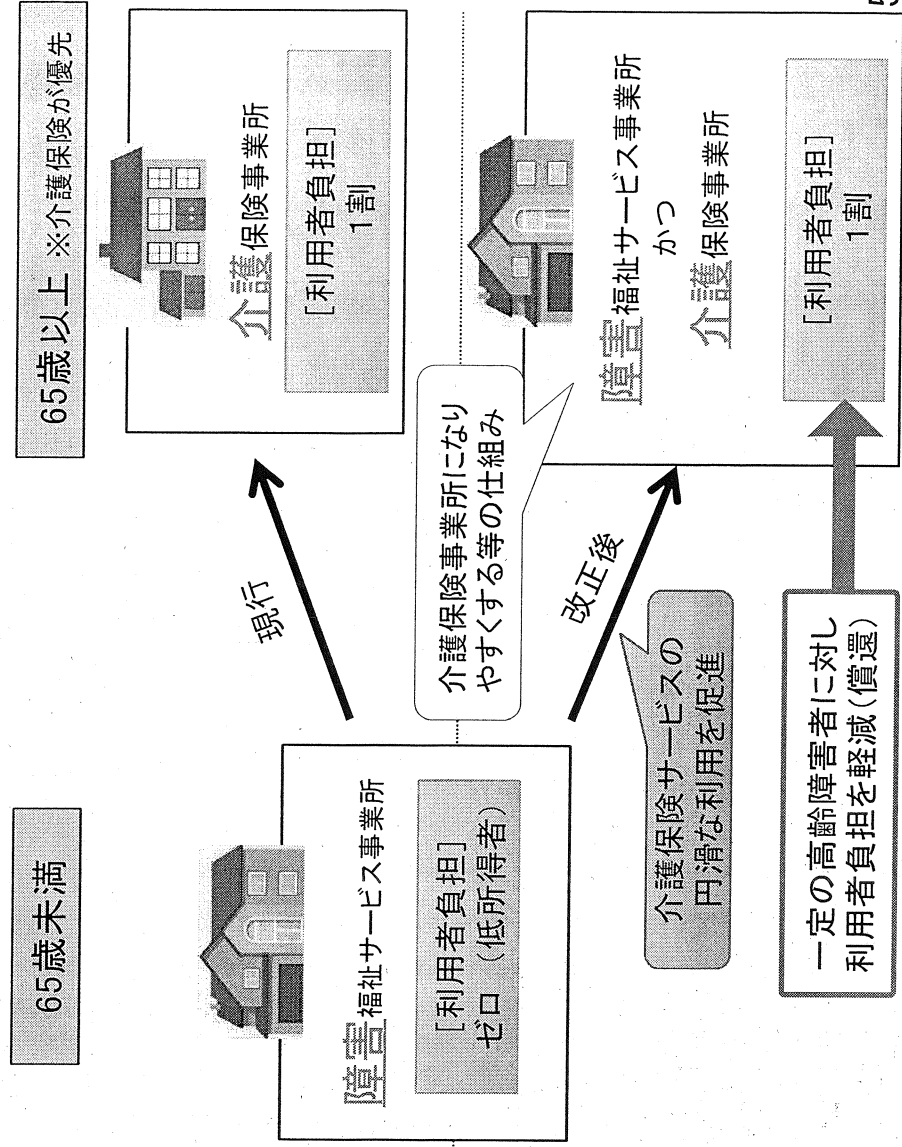 65歳未満
65歳以上 ※介護保険が優先
障害福祉サービス事業所
[利用者負担]
ゼロ（低所得者）
現行
介護保険事業所
[利用者負担]
1割
介護保険事業所になり
やすくする等の仕組み
改正後
介護保険サービスの
円滑な利用を促進
障害福祉サービス事業所
かつ
介護保険事業所
[利用者負担]
1割
一定の高齢障害者に対し
利用者負担を軽減(償還)